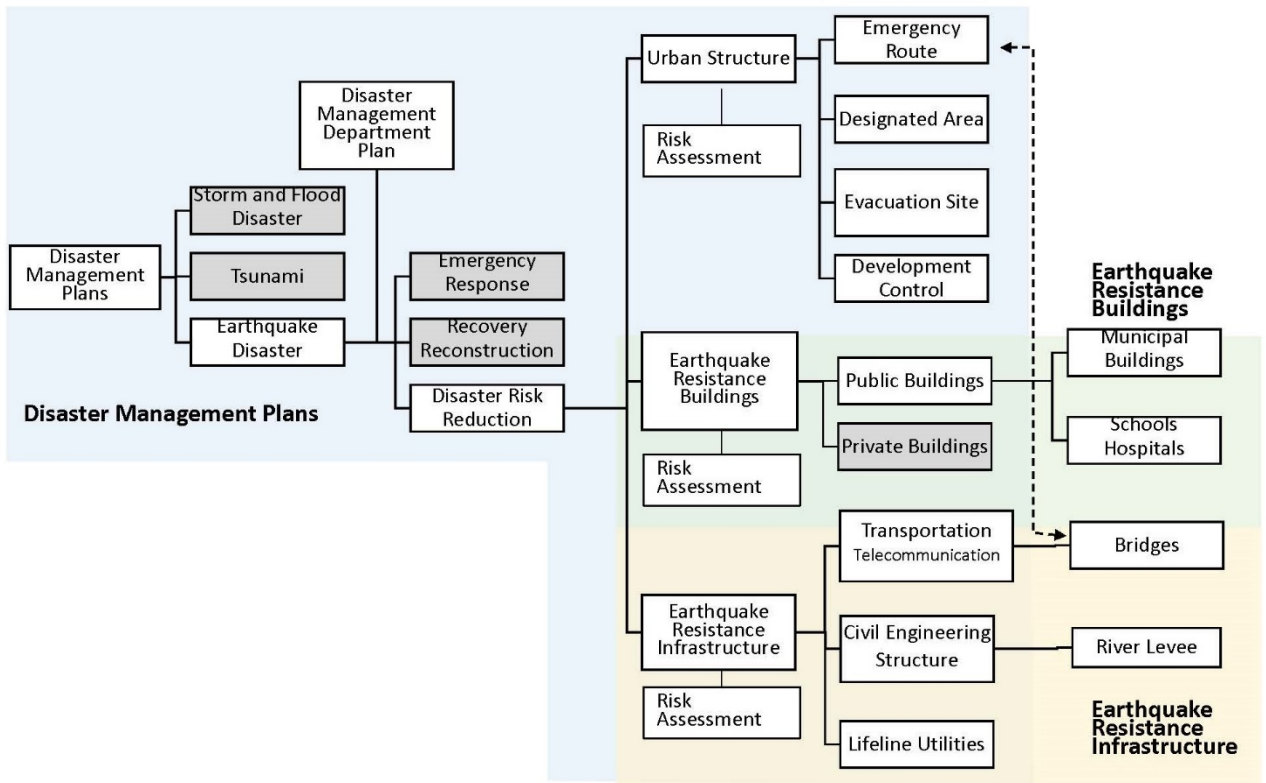 Disaster
Management
Plans
Storm and Flood
Disaster
Tsunami
Earthquake
Disaster
Disaster
Management
Department
Plan
Emergency
Response
Recovery
Reconstruction
Disaster Risk
Reduction
Disaster Management Plans
Urban Structure
Risk
Assessment
Emergency
Route
Designated Area
Evacuation Site
Development
Control
Earthquake
Resistance
Buildings
Risk
Assessment
Public Buildings
Private Buildings
Earthquake
Resistance
Buildings
Municipal
Buildings
Schools
Hospitals
Earthquake
Resistance
Infrastructure
Risk
Assessment
Transportation
Telecommunication
Civil Engineering
Structure
Lifeline Utilities
Bridges
River Levee
Earthquake
Resistance
Infrastructure